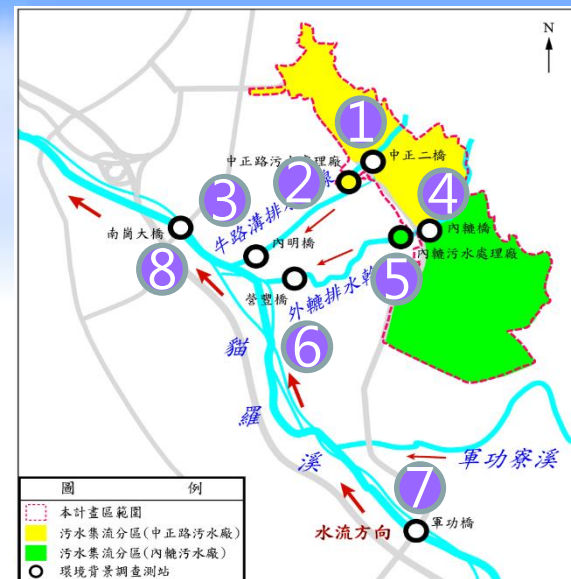 N
1
中正二橋
中正路污水處理廠
2
3
牛路溝排水
4
內轆橋
南崗大橋
內明橋
內轆污水處理廠
5
8
營豐橋
外轆排水
6
貓羅溪
軍功寮溪
7
水流方向
軍功橋
圖 例
本計畫區範圍
污水集流分區(中正路污水廠)
污水集流分區(內轆污水廠)
環境背景調查測站